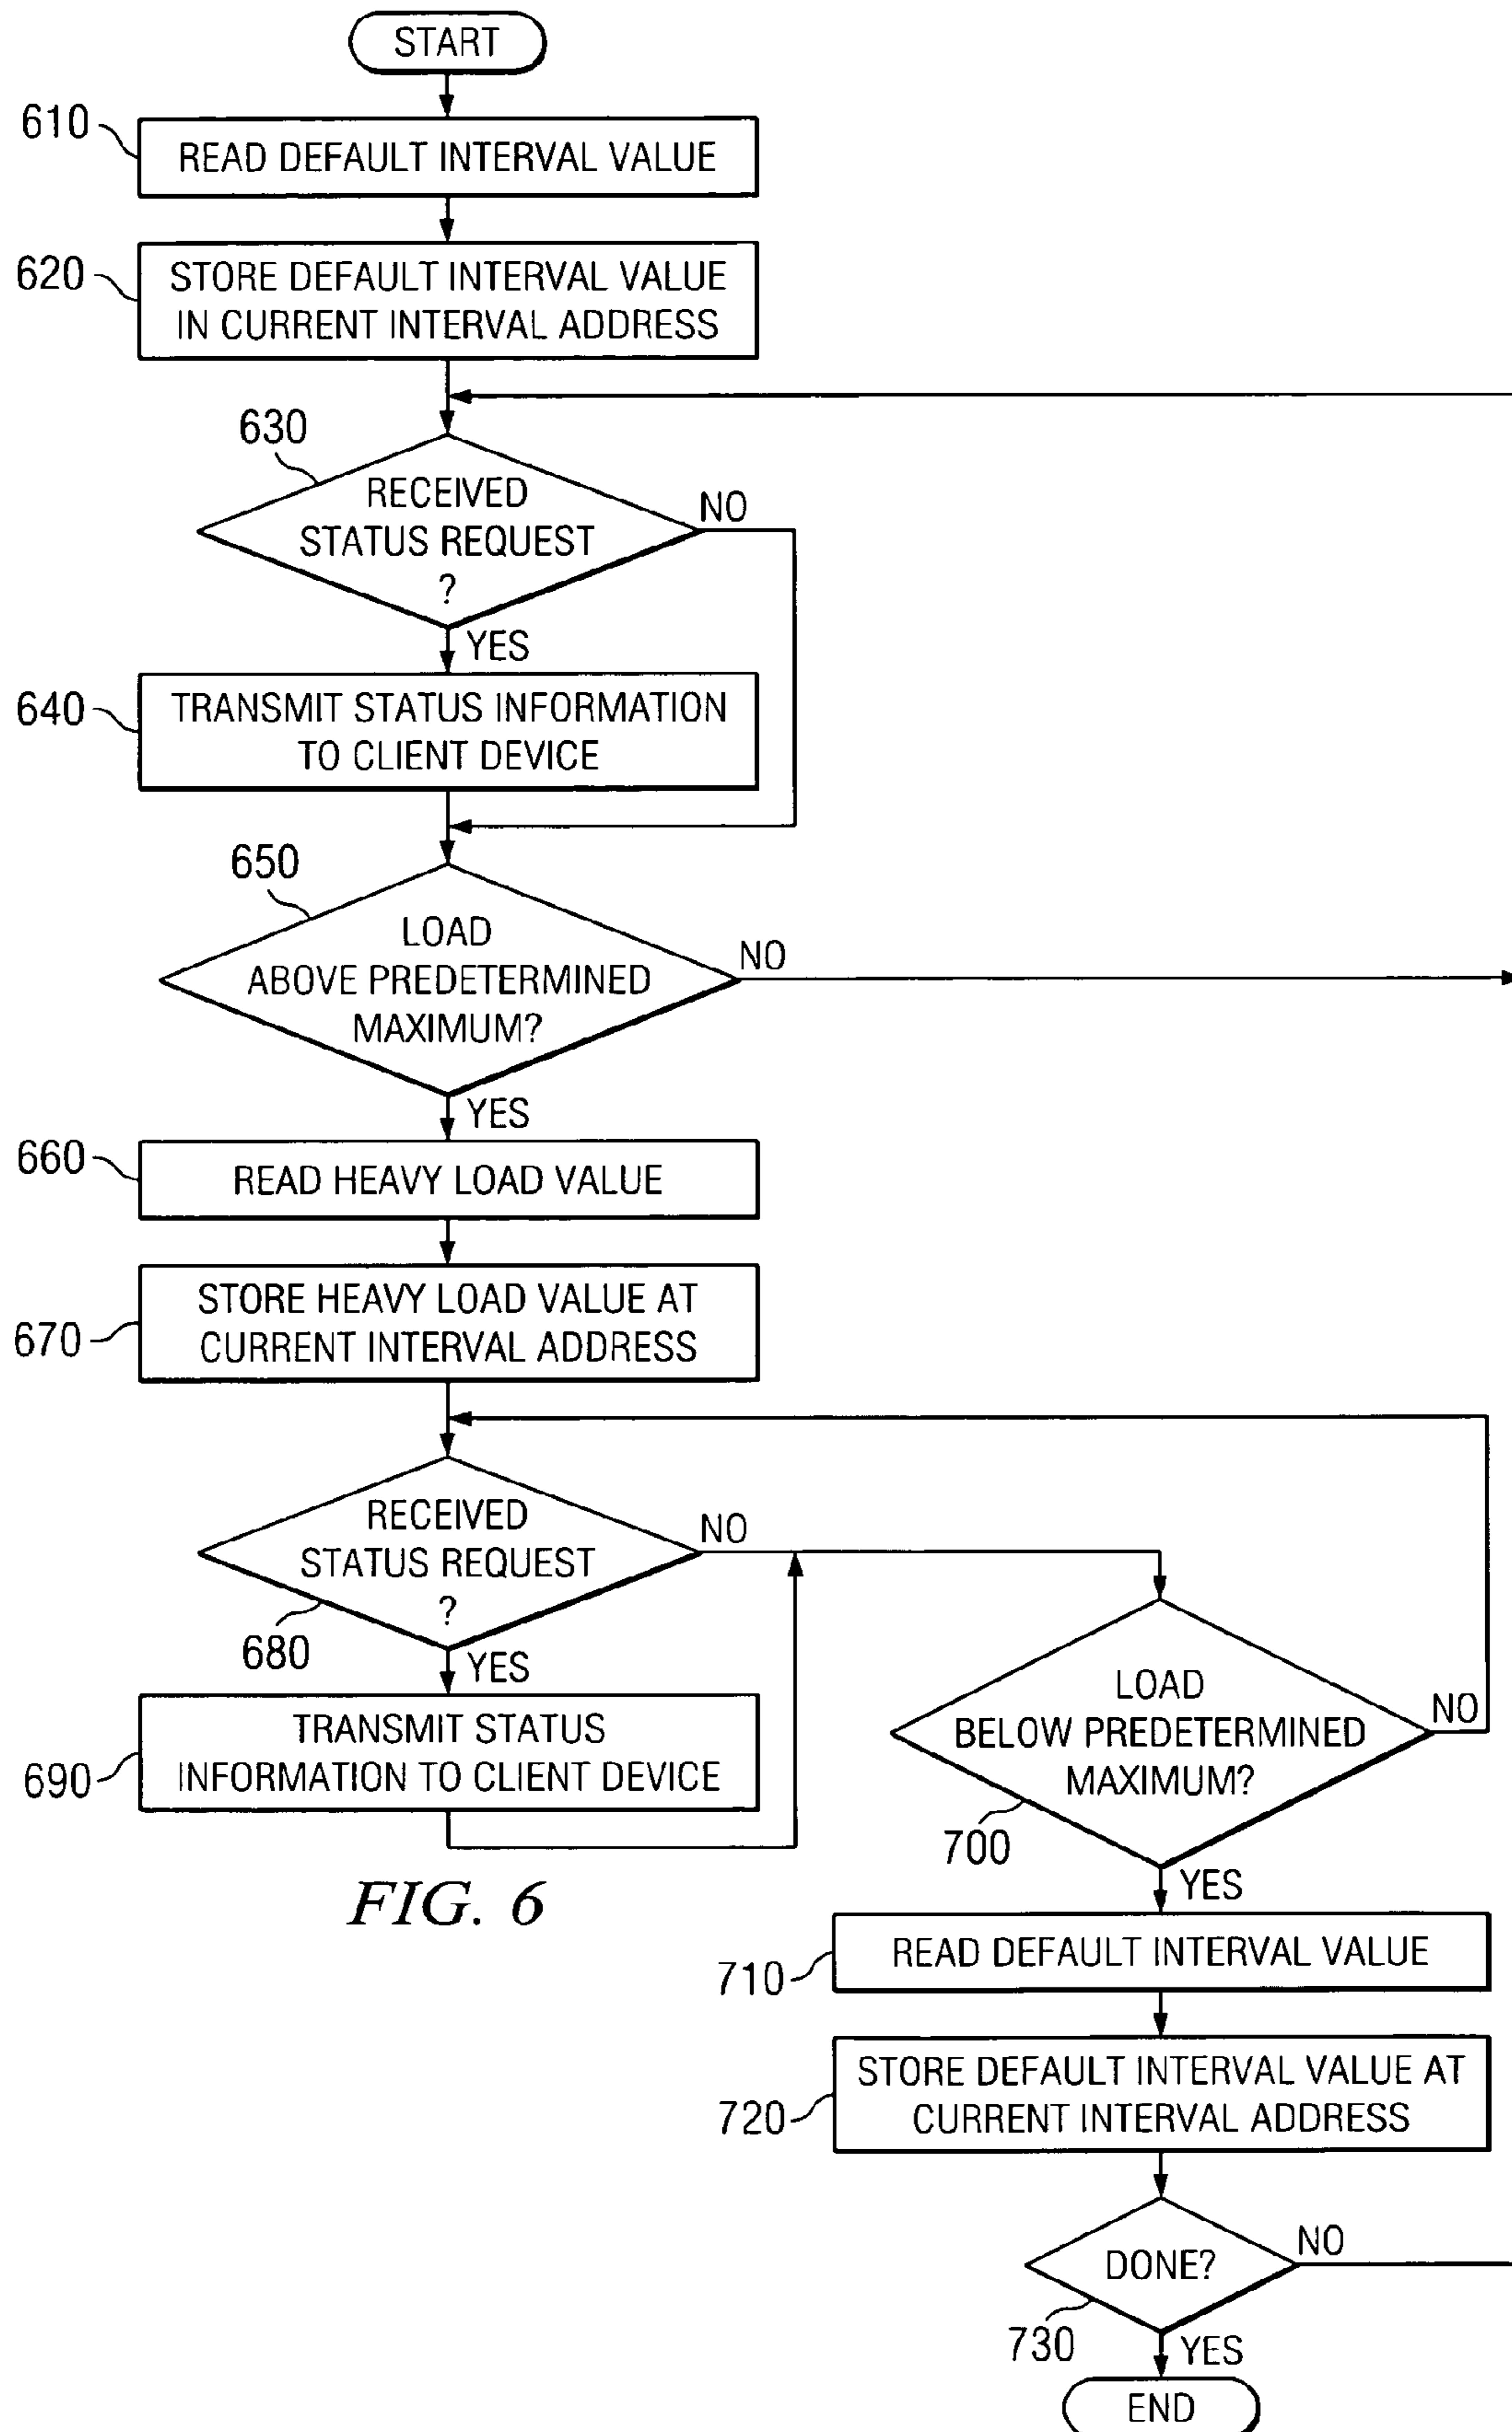 START
610
READ DEFAULT INTERVAL VALUE
620
STORE DEFAULT INTERVAL VALUE
IN CURRENT INTERVAL ADDRESS
630
RECEIVED
STATUS REQUEST
?
NO
YES
640
TRANSMIT STATUS INFORMATION
TO CLIENT DEVICE
650
LOAD
ABOVE PREDETERMINED
MAXIMUM?
NO
YES
660
READ HEAVY LOAD VALUE
670
STORE HEAVY LOAD VALUE AT
CURRENT INTERVAL ADDRESS
RECEIVED
STATUS REQUEST
?
NO
680
YES
690
TRANSMIT STATUS
INFORMATION TO CLIENT DEVICE
LOAD
BELOW PREDETERMINED
MAXIMUM?
NO
700
YES
FIG. 6
710
READ DEFAULT INTERVAL VALUE
720
STORE DEFAULT INTERVAL VALUE AT
CURRENT INTERVAL ADDRESS
DONE?
NO
730
YES
END